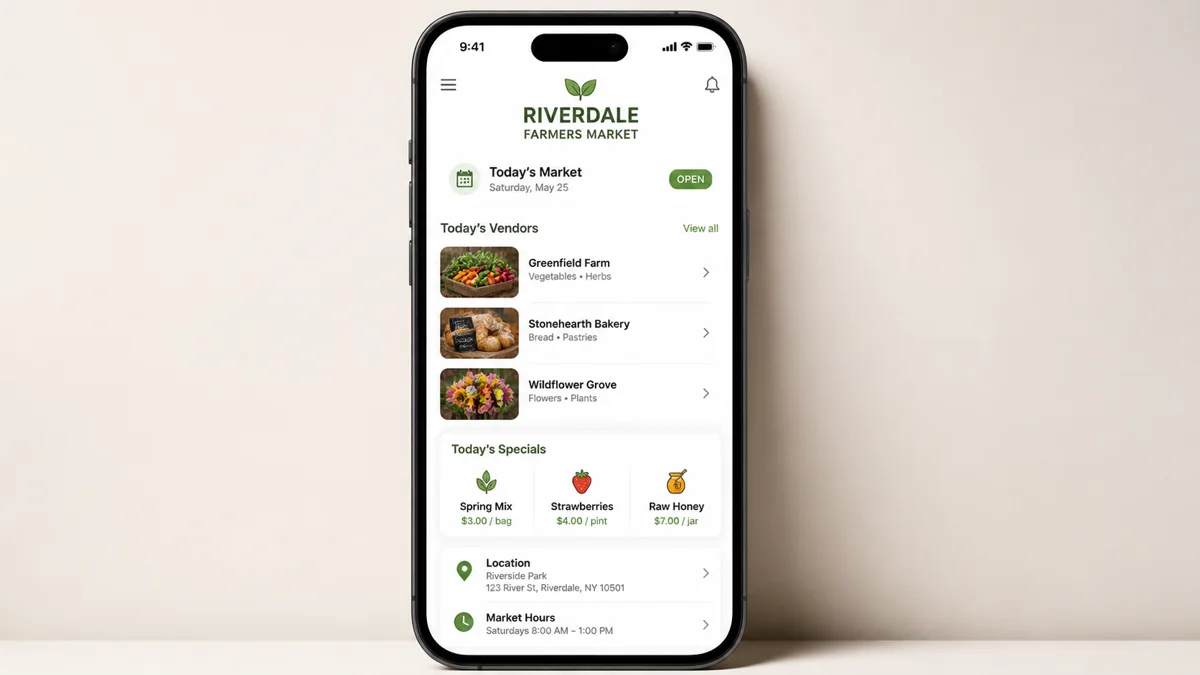 9:41
RIVERDALE
FARMERS MARKET
Today's Market
Saturday, May 25
OPEN
Today's Vendors
View all
Greenfield Farm
Vegetables • Herbs
Stonehearth Bakery
Bread • Pastries
Wildflower Grove
Flowers • Plants
Today's Specials
Spring Mix
$3.00 / bag
Strawberries
$4.00 / pint
Raw Honey
$7.00 / jar
Location
Riverside Park
123 River St, Riverdale, NY 10501
Market Hours
Saturdays 8:00 AM – 1:00 PM